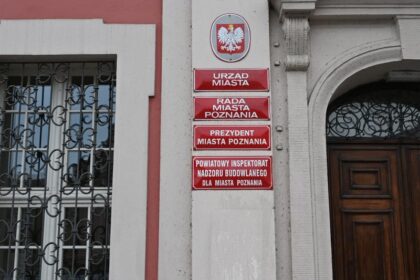 URZĄD
MIASTA
RADA
MIASTA
POZNANIA
PREZYDENT
MIASTA POZNANIA
POWIATOWY INSPEKTORAT
NADZORU BUDOWLANEGO
DLA MIASTA POZNANIA